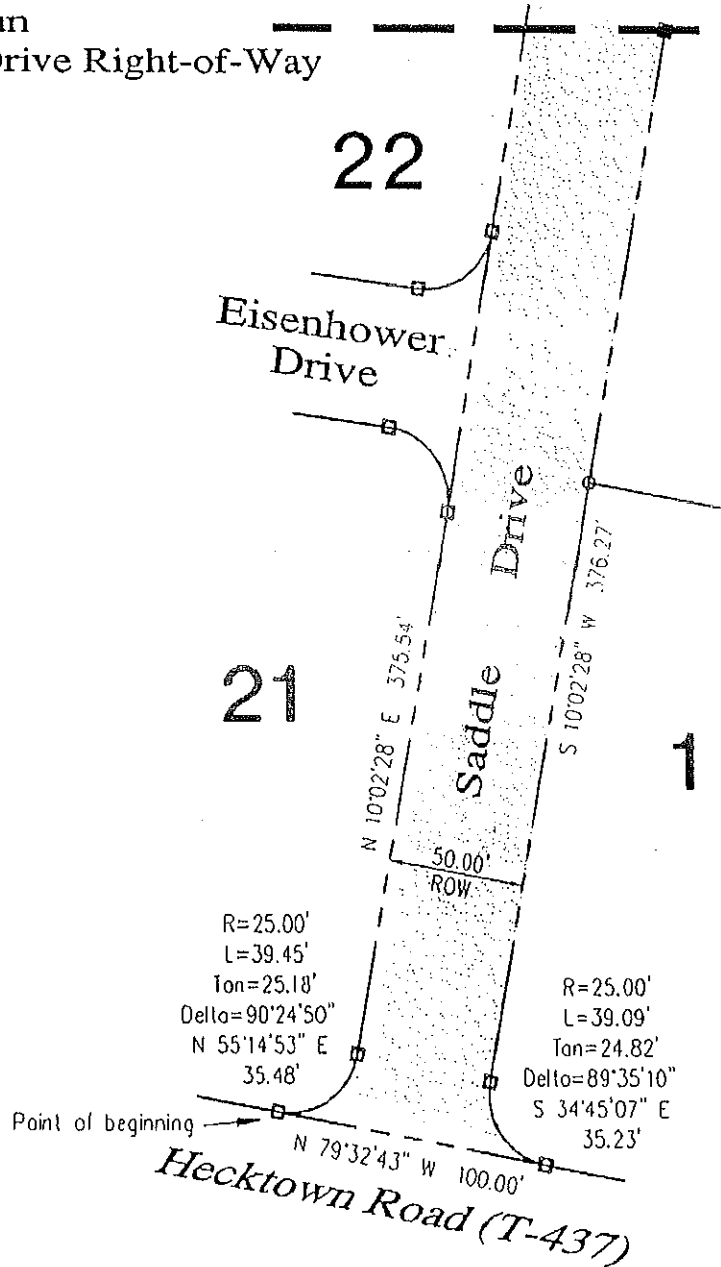 Drive Right-of-Way
22
Eisenhower
Drive
Saddle Drive
N 10°02'28" E 375.54'
S 10°02'28" W 376.27'
21
1
50.00'
ROW
R=25.00'
L=39.45'
Tan=25.18'
Delta=90°24'50"
N 55°14'53" E
35.48'
R=25.00'
L=39.09'
Tan=24.82'
Delta=89°35'10"
S 34°45'07" E
35.23'
Point of beginning
N 79°32'43" W 100.00'
Hecktown Road (T-437)